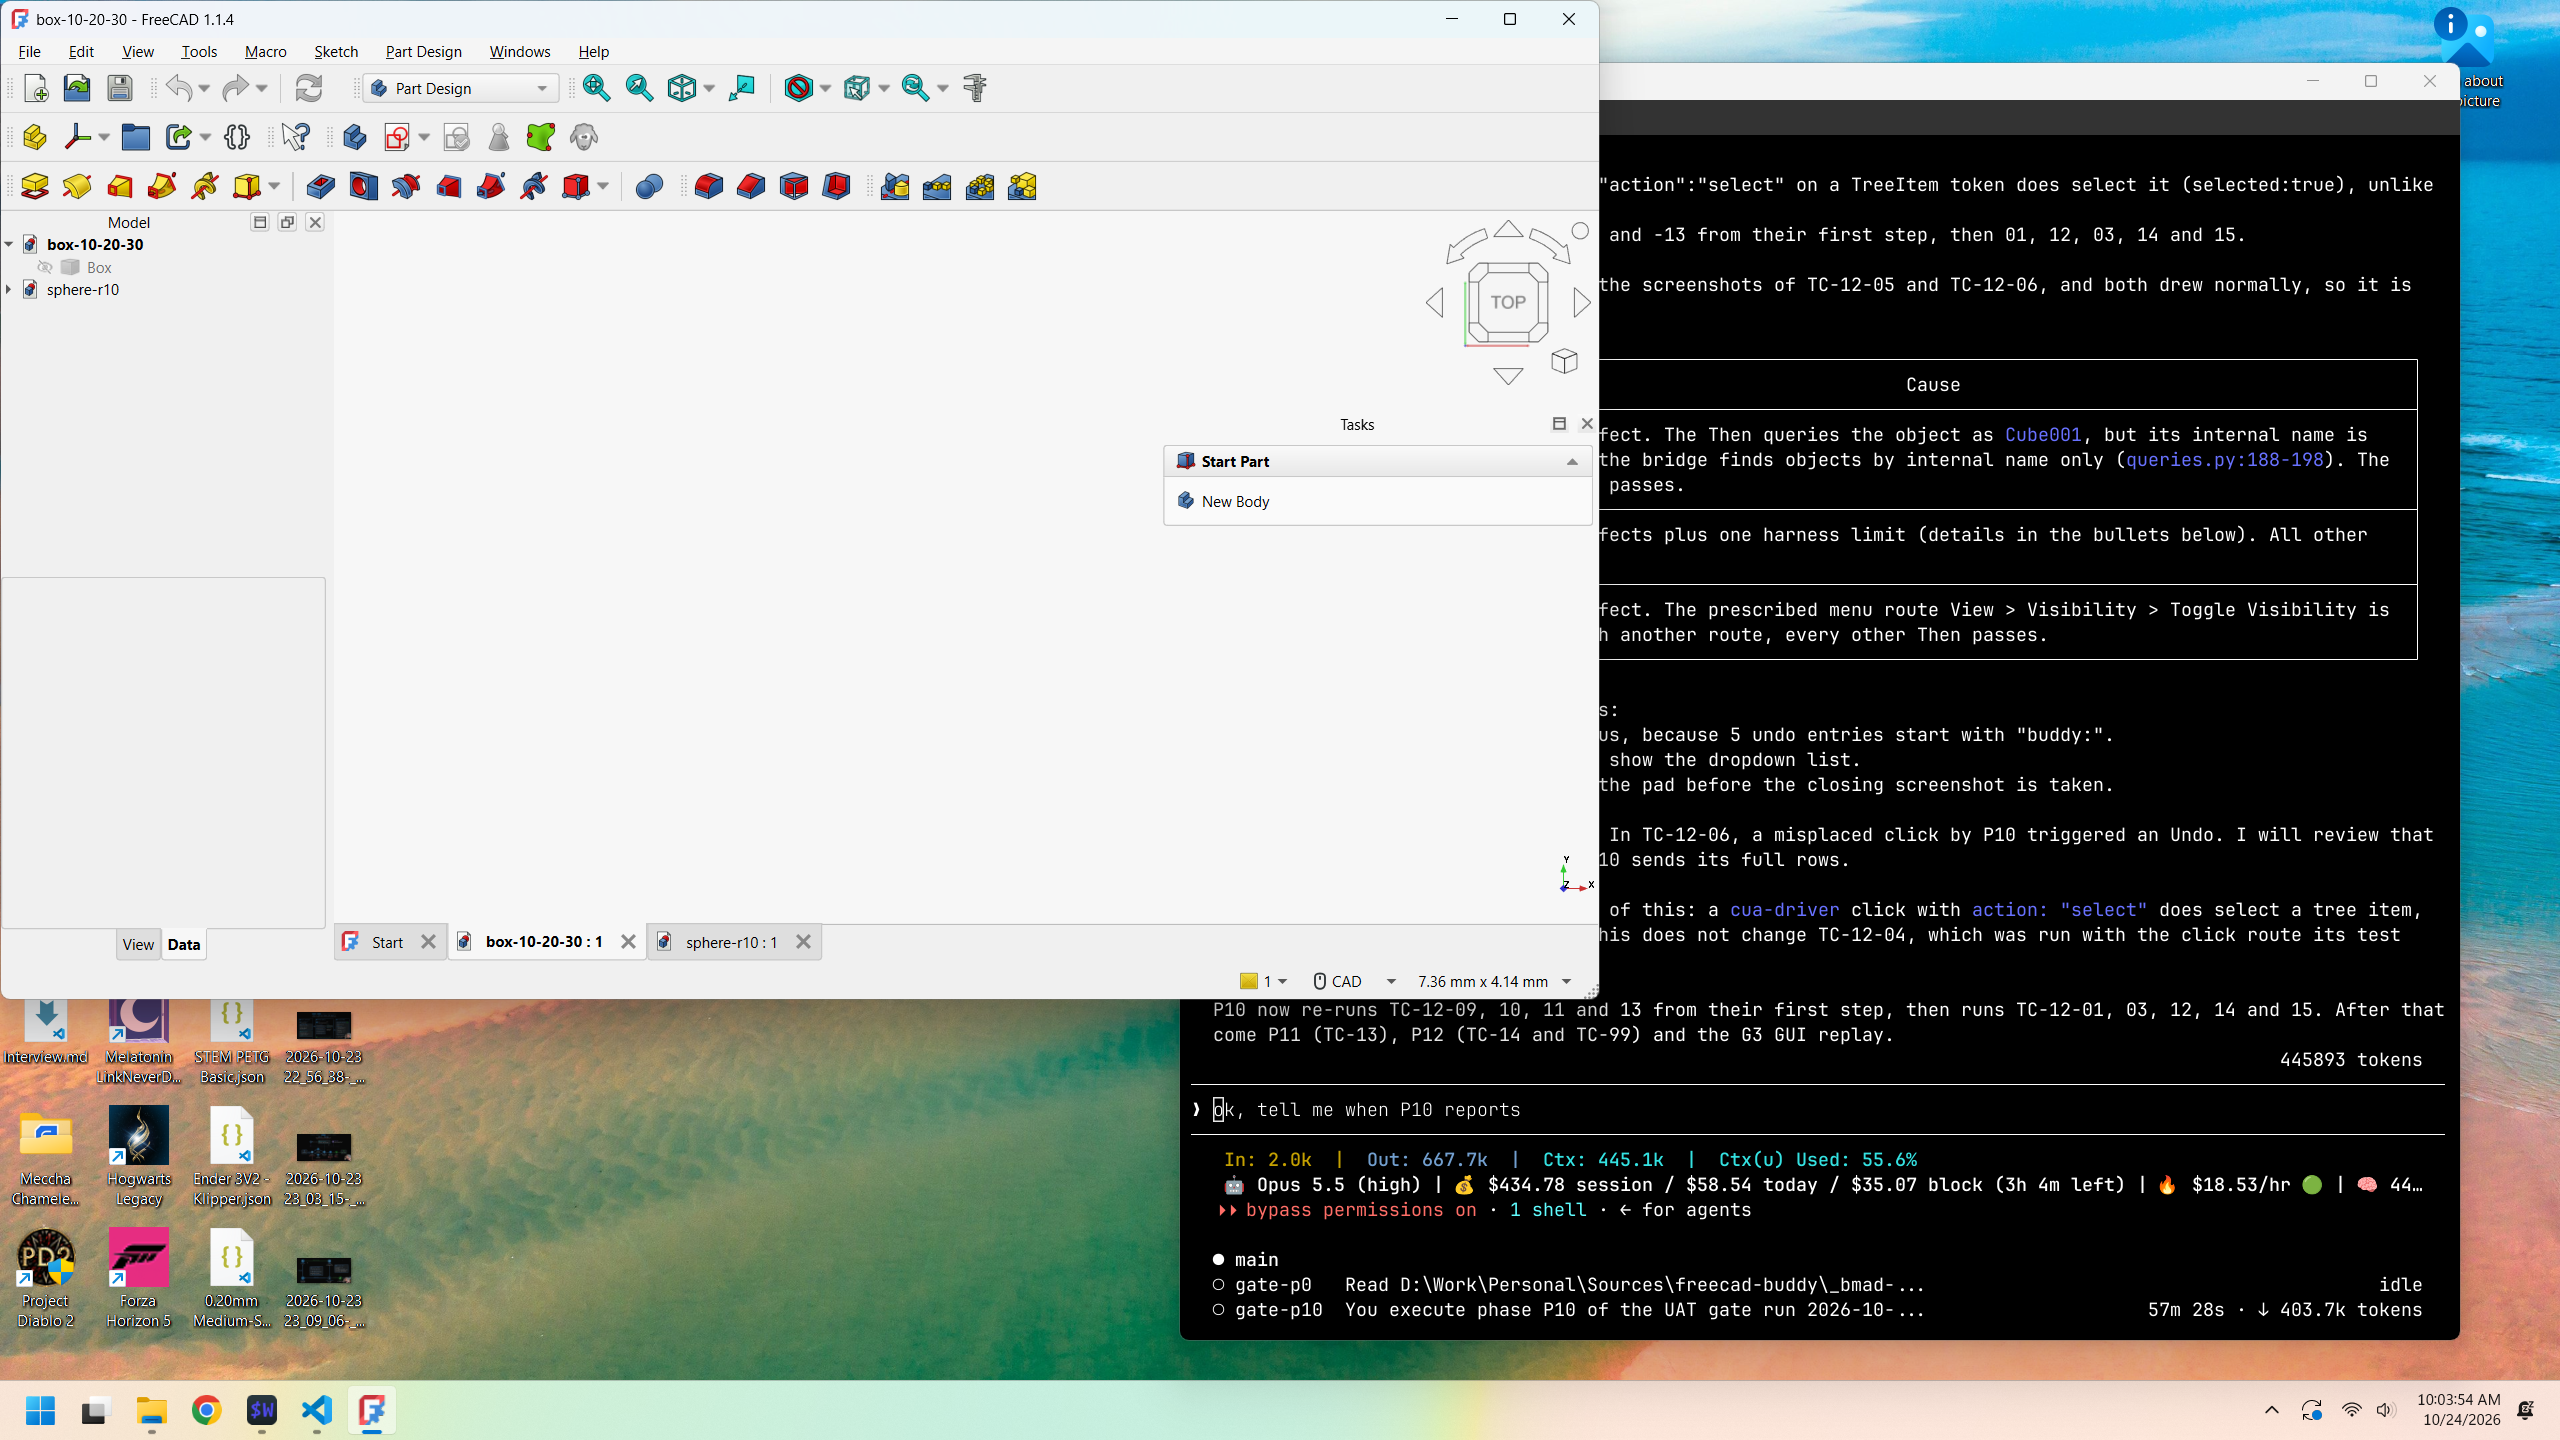 box-10-20-30 - FreeCAD 1.1.4
File Edit View Tools Macro Sketch Part Design Windows Help
Part Design
Model
box-10-20-30
Box
sphere-r10
TOP
Tasks
Start Part
New Body
Y
Z
X
View Data
Start
box-10-20-30 : 1
sphere-r10 : 1
1 CAD 7.36 mm x 4.14 mm
about
picture
"action":"select" on a TreeItem token does select it (selected:true), unlike
and -13 from their first step, then 01, 12, 03, 14 and 15.
the screenshots of TC-12-05 and TC-12-06, and both drew normally, so it is
Cause
fect. The Then queries the object as Cube001, but its internal name is
the bridge finds objects by internal name only (queries.py:188-198). The
passes.
fects plus one harness limit (details in the bullets below). All other
fect. The prescribed menu route View > Visibility > Toggle Visibility is
h another route, every other Then passes.
s:
us, because 5 undo entries start with "buddy:".
show the dropdown list.
the pad before the closing screenshot is taken.
In TC-12-06, a misplaced click by P10 triggered an Undo. I will review that
10 sends its full rows.
of this: a cua-driver click with action: "select" does select a tree item,
his does not change TC-12-04, which was run with the click route its test
P10 now re-runs TC-12-09, 10, 11 and 13 from their first step, then runs TC-12-01, 03, 12, 14 and 15. After that
come P11 (TC-13), P12 (TC-14 and TC-99) and the G3 GUI replay.
445893 tokens
❯ ok, tell me when P10 reports
In: 2.0k | Out: 667.7k | Ctx: 445.1k | Ctx(u) Used: 55.6%
🤖 Opus 5.5 (high) | 💰 $434.78 session / $58.54 today / $35.07 block (3h 4m left) | 🔥 $18.53/hr 🟢 | 🧠 44…
⏵⏵ bypass permissions on · 1 shell · ← for agents
● main
○ gate-p0 Read D:\Work\Personal\Sources\freecad-buddy\_bmad-... idle
○ gate-p10 You execute phase P10 of the UAT gate run 2026-10-... 57m 28s · ↓ 403.7k tokens
Interview.md
Melatonin
LinkNeverD...
STEM PETG
Basic.json
2026-10-23
22_56_38-_...
Meccha
Chamele...
Hogwarts
Legacy
Ender 3V2 -
Klipper.json
2026-10-23
23_03_15-_...
PD2
Project
Diablo 2
Forza
Horizon 5
0.20mm
Medium-S...
2026-10-23
23_09_06-_...
$W
10:03:54 AM
10/24/2026